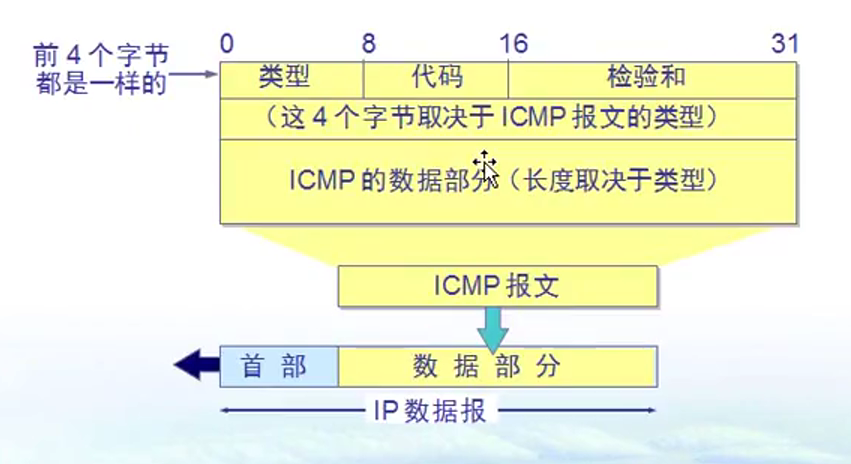 0 8 16 31
前 4 个字节
都是一样的
类型 代码 检验和
（这 4 个字节取决于 ICMP 报文的类型）
ICMP 的数据部分（长度取决于类型）
ICMP 报文
首部 数据部分
IP 数据报